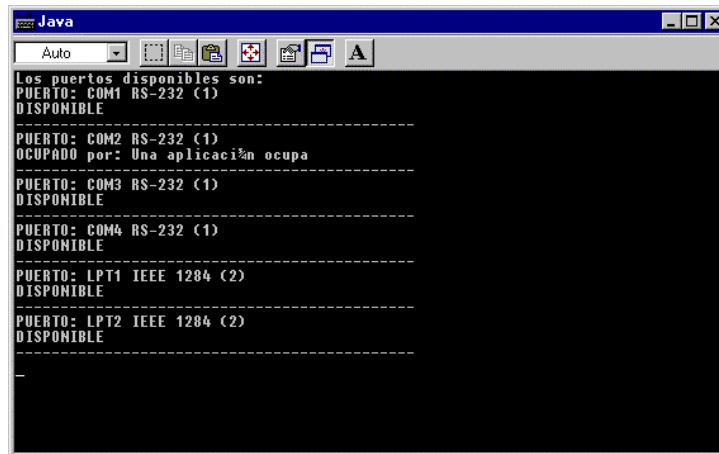 Java
Auto
A
Los puertos disponibles son:
PUERTO: COM1 RS-232 (1)
DISPONIBLE
---------------------------------------------
PUERTO: COM2 RS-232 (1)
OCUPADO por: Una aplicaci¾n ocupa
---------------------------------------------
PUERTO: COM3 RS-232 (1)
DISPONIBLE
---------------------------------------------
PUERTO: COM4 RS-232 (1)
DISPONIBLE
---------------------------------------------
PUERTO: LPT1 IEEE 1284 (2)
DISPONIBLE
---------------------------------------------
PUERTO: LPT2 IEEE 1284 (2)
DISPONIBLE
---------------------------------------------
_